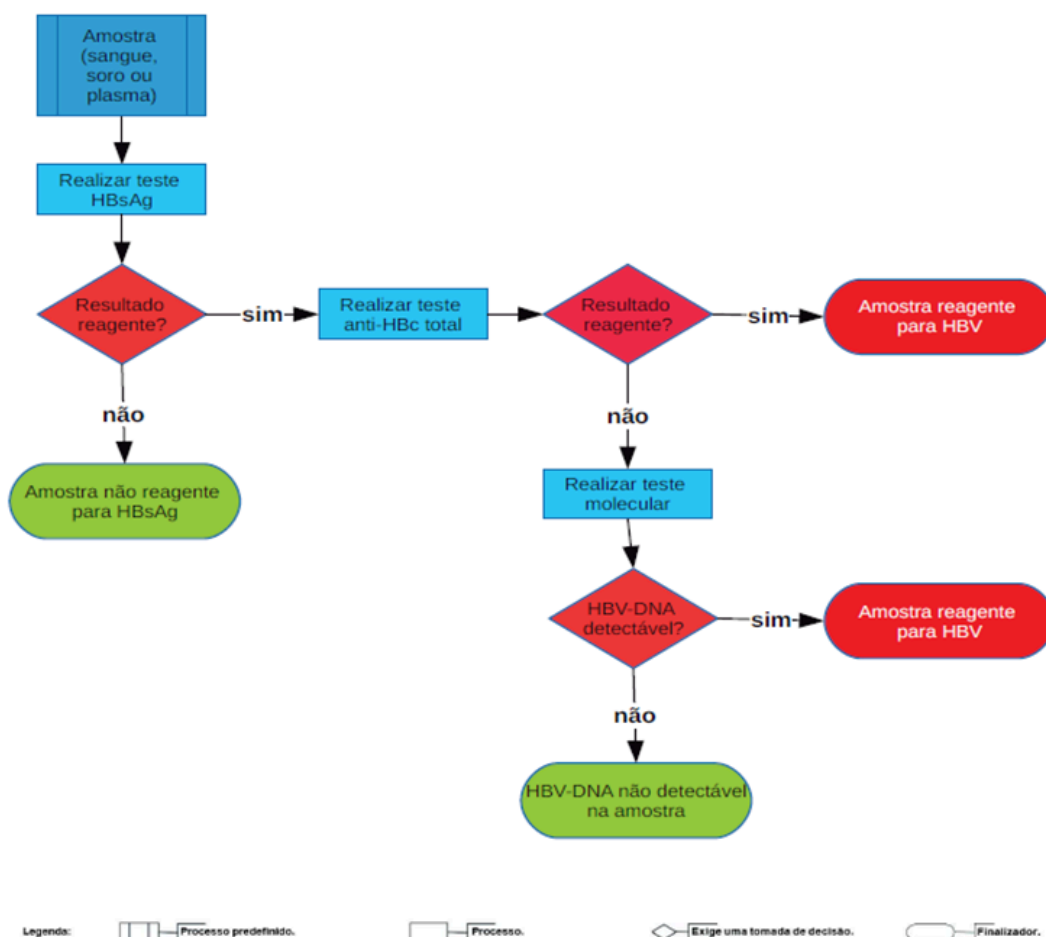 Amostra
(sangue,
soro ou
plasma)
Realizar teste
HBsAg
Resultado
reagente?
sim
Realizar teste
anti-HBc total
Resultado
reagente?
sim
Amostra reagente
para HBV
não
não
Amostra não reagente
para HBsAg
Realizar teste
molecular
HBV-DNA
detectável?
sim
Amostra reagente
para HBV
não
HBV-DNA não detectável
na amostra
Legenda:
Processo predefinido.
Processo.
Exige uma tomada de decisão.
Finalizador.